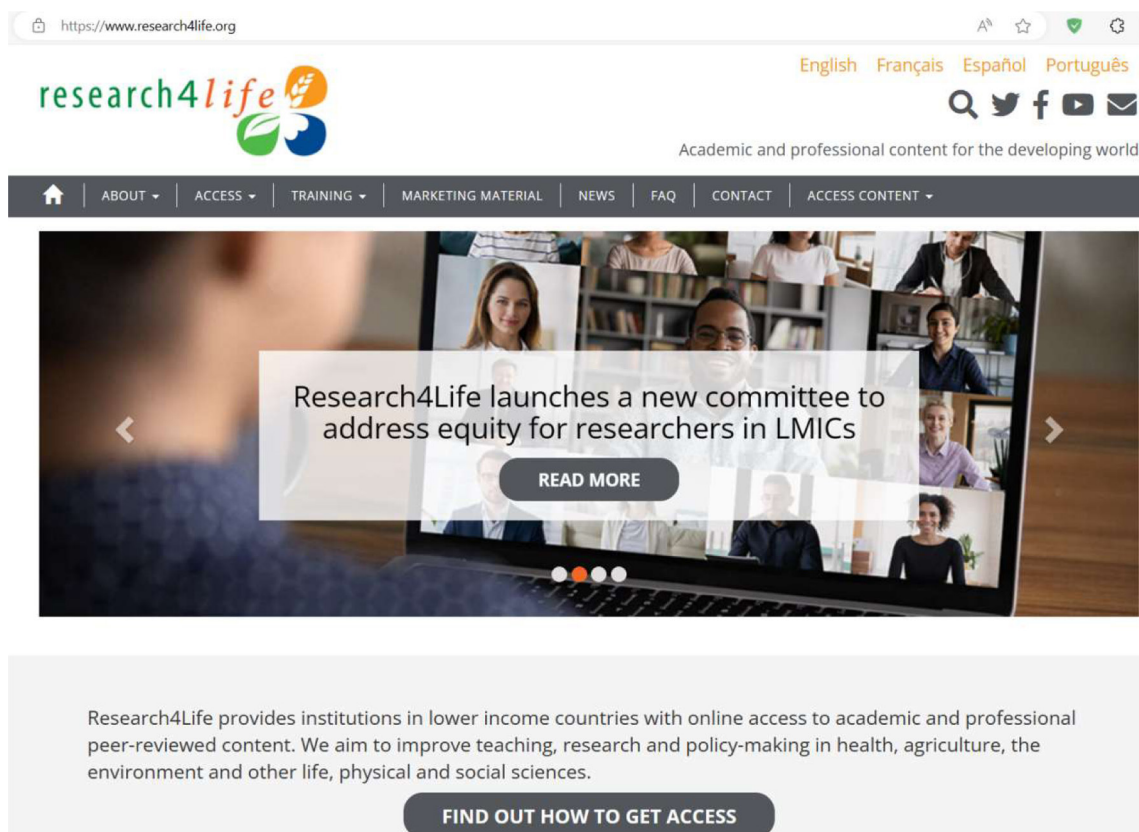 https://www.research4life.org
English Français Español Português
research4life
Academic and professional content for the developing world
ABOUT ACCESS TRAINING MARKETING MATERIAL NEWS FAQ CONTACT ACCESS CONTENT
Research4Life launches a new committee to
address equity for researchers in LMICs
READ MORE
Research4Life provides institutions in lower income countries with online access to academic and professional
peer-reviewed content. We aim to improve teaching, research and policy-making in health, agriculture, the
environment and other life, physical and social sciences.
FIND OUT HOW TO GET ACCESS